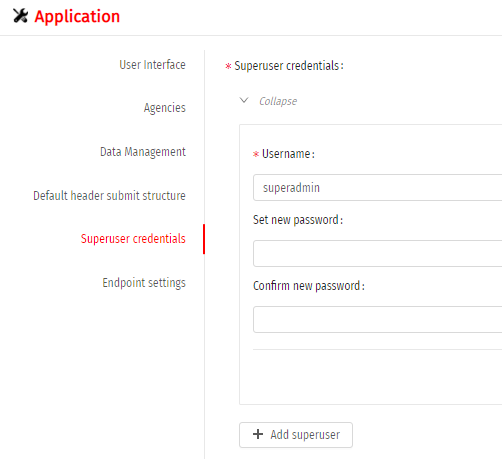 Application
User Interface
Agencies
Data Management
Default header submit structure
Superuser credentials
Endpoint settings
* Superuser credentials:
Collapse
* Username:
superadmin
Set new password:
Confirm new password:
+ Add superuser